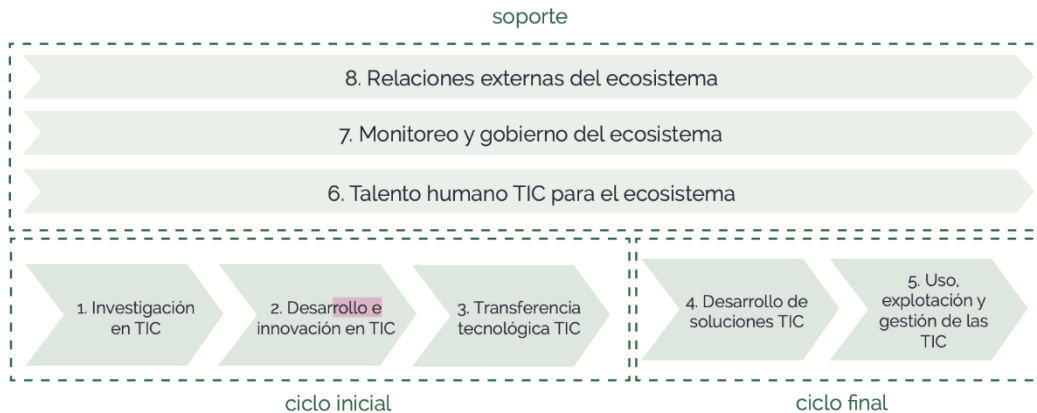 soporte
8. Relaciones externas del ecosistema
7. Monitoreo y gobierno del ecosistema
6. Talento humano TIC para el ecosistema
1. Investigación
en TIC
2. Desarrollo e
innovación en TIC
3. Transferencia
tecnológica TIC
4. Desarrollo de
soluciones TIC
5. Uso,
explotación y
gestión de las
TIC
ciclo inicial
ciclo final